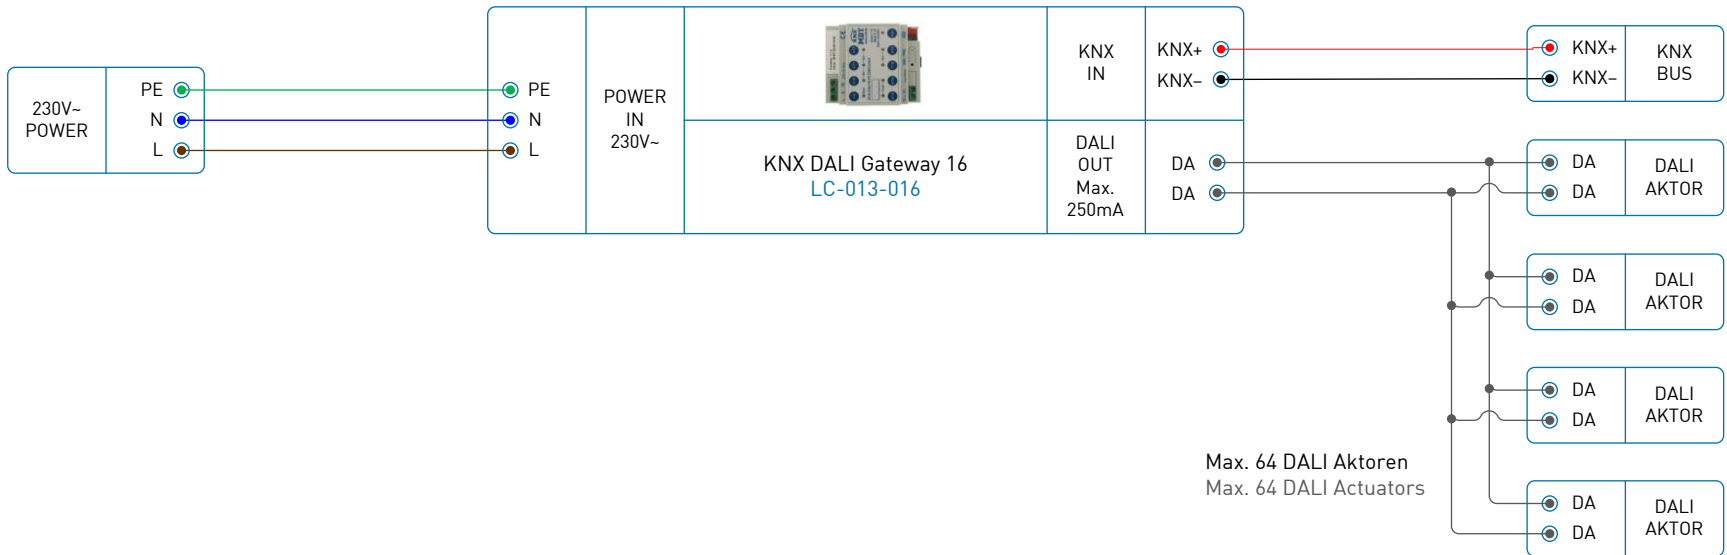 230V~
POWER
PE
N
L
PE
N
L
POWER
IN
230V~
KNX DALI Gateway 16
LC-013-016
KNX
IN
KNX+
KNX–
DALI
OUT
Max.
250mA
DA
DA
KNX+
KNX–
KNX
BUS
DA
DA
DALI
AKTOR
DA
DA
DALI
AKTOR
DA
DA
DALI
AKTOR
Max. 64 DALI Aktoren
Max. 64 DALI Actuators
DA
DA
DALI
AKTOR